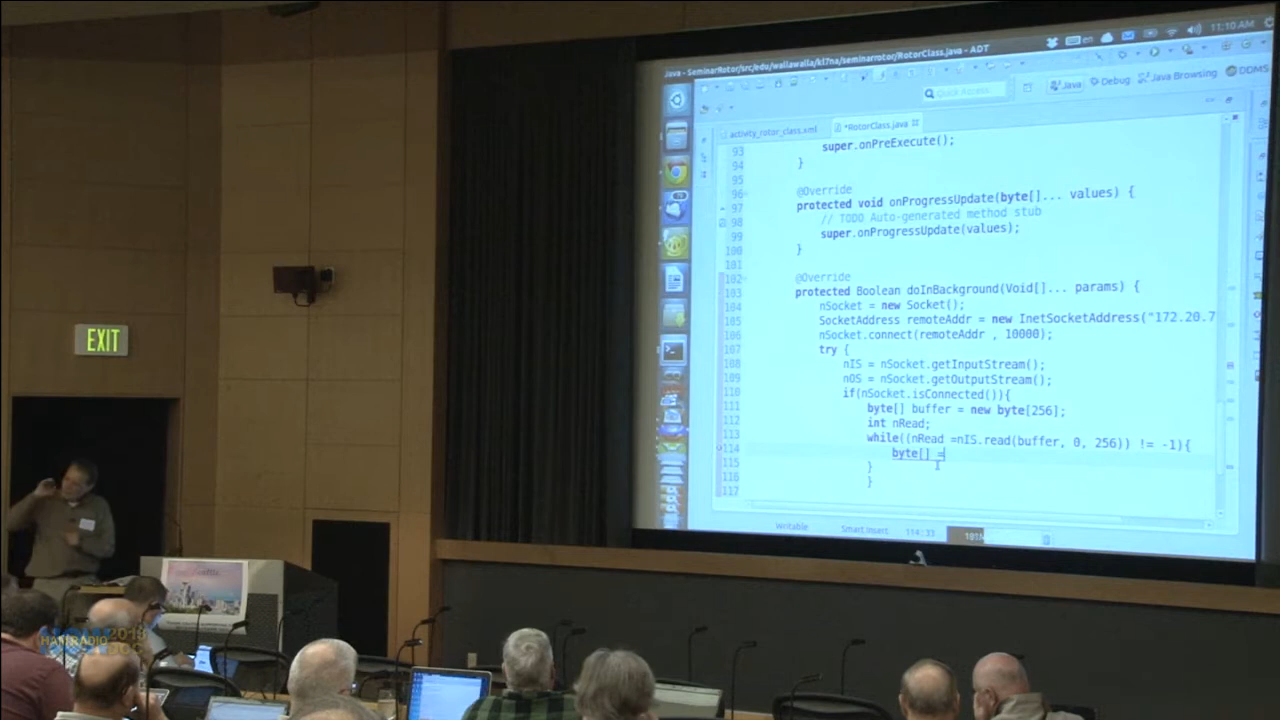 11:10 AM
Java - SeminarRotor/src/edu/wallawalla/kl7na/seminarrotor/RotorClass.java - ADT
Quick Access
Java Debug Java Browsing DDMS
activity_rotor_class.xml *RotorClass.java
93 super.onPreExecute();
94 }
95
96 @Override
97 protected void onProgressUpdate(byte[]... values) {
98 // TODO Auto-generated method stub
99 super.onProgressUpdate(values);
100 }
101
102 @Override
103 protected Boolean doInBackground(Void[]... params) {
104 nSocket = new Socket();
105 SocketAddress remoteAddr = new InetSocketAddress("172.20.7
106 nSocket.connect(remoteAddr , 10000);
107 try {
108 nIS = nSocket.getInputStream();
109 nOS = nSocket.getOutputStream();
110 if(nSocket.isConnected()){
111 byte[] buffer = new byte[256];
112 int nRead;
113 while((nRead =nIS.read(buffer, 0, 256)) != -1){
114 byte[] =
115 }
116 }
117
Writable Smart Insert 114:33 101M
EXIT
Seattle
2013
HAM RADIO
DCC